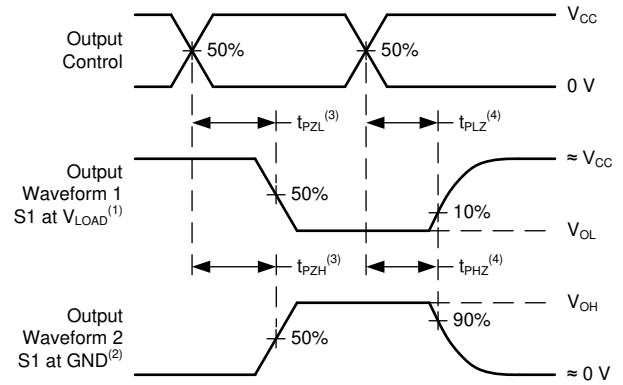 Output
Control
50%
50%
V_CC
0 V
t_PZL^(3)
t_PLZ^(4)
Output
Waveform 1
S1 at V_LOAD^(1)
50%
10%
≈ V_CC
V_OL
t_PZH^(3)
t_PHZ^(4)
Output
Waveform 2
S1 at GND^(2)
50%
90%
V_OH
≈ 0 V